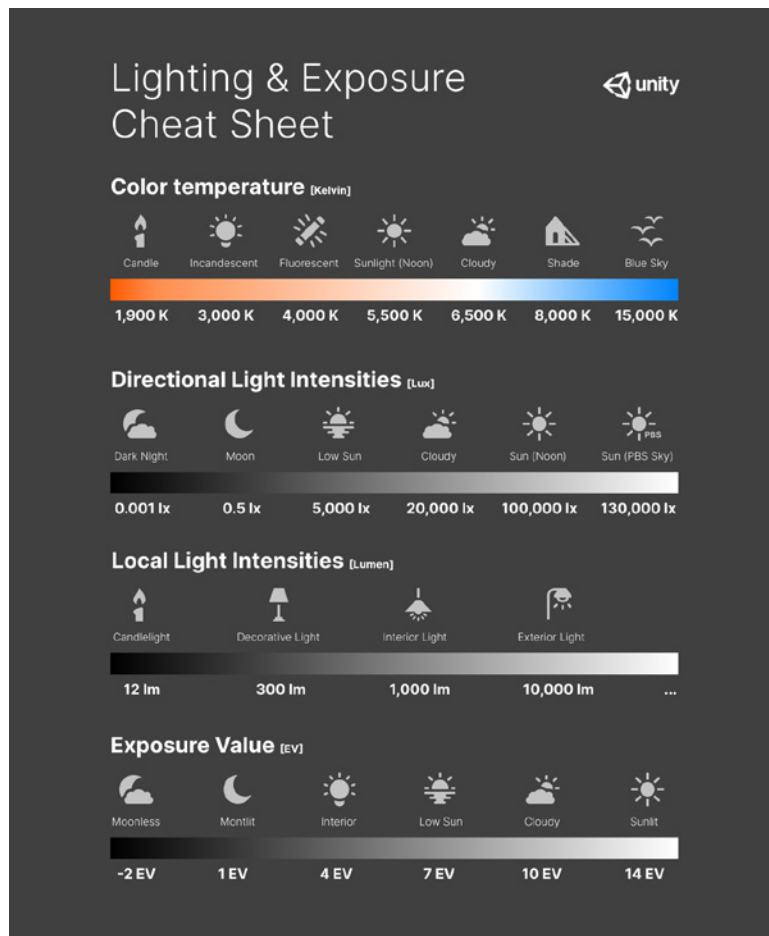 Lighting & Exposure
Cheat Sheet
unity
Color temperature [Kelvin]
Candle Incandescent Fluorescent Sunlight (Noon) Cloudy Shade Blue Sky
1,900 K 3,000 K 4,000 K 5,500 K 6,500 K 8,000 K 15,000 K
Directional Light Intensities [Lux]
PBS
Dark Night Moon Low Sun Cloudy Sun (Noon) Sun (PBS Sky)
0.001 lx 0.5 lx 5,000 lx 20,000 lx 100,000 lx 130,000 lx
Local Light Intensities [Lumen]
Candlelight Decorative Light Interior Light Exterior Light
12 lm 300 lm 1,000 lm 10,000 lm ...
Exposure Value [EV]
Moonless Montlit Interior Low Sun Cloudy Sunlit
-2 EV 1 EV 4 EV 7 EV 10 EV 14 EV